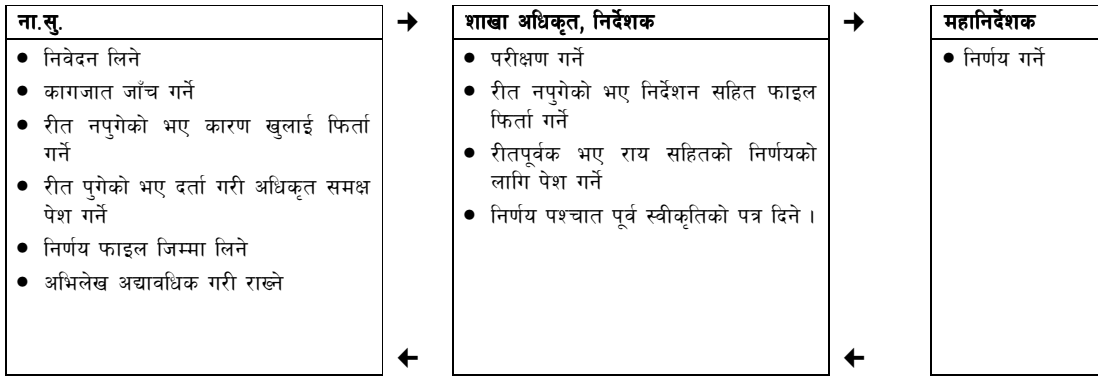 ना.सु.
● निवेदन लिने
● कागजात जाँच गर्ने
● रीत नपुगेको भए कारण खुलाई फिर्ता
गर्ने
● रीत पुगेको भए दर्ता गरी अधिकृत समक्ष
पेश गर्ने
● निर्णय फाइल जिम्मा लिने
● अभिलेख अद्यावधिक गरी राख्ने
शाखा अधिकृत, निर्देशक
● परीक्षण गर्ने
● रीत नपुगेको भए निर्देशन सहित फाइल
फिर्ता गर्ने
● रीतपूर्वक भए राय सहितको निर्णयको
लागि पेश गर्ने
● निर्णय पश्चात पूर्व स्वीकृतिको पत्र दिने ।
महानिर्देशक
● निर्णय गर्ने